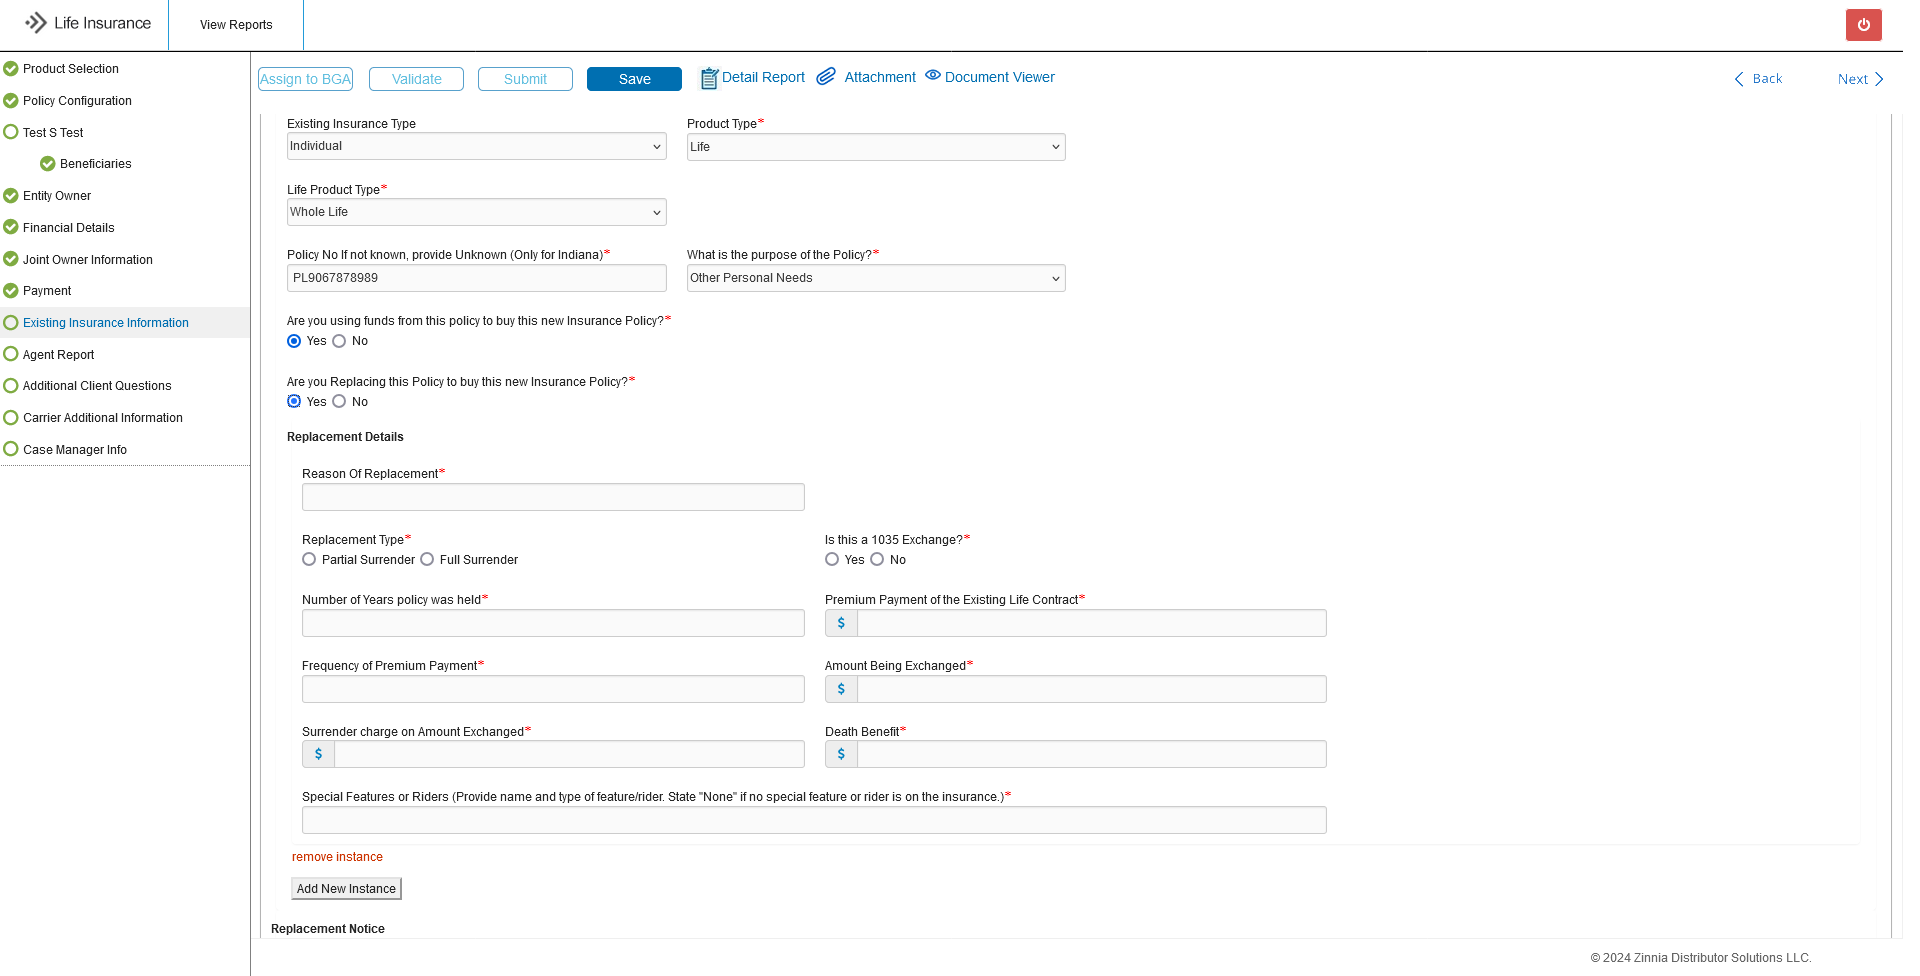 Life Insurance
View Reports
Product Selection
Policy Configuration
Test S Test
Beneficiaries
Entity Owner
Financial Details
Joint Owner Information
Payment
Existing Insurance Information
Agent Report
Additional Client Questions
Carrier Additional Information
Case Manager Info
Assign to BGA Validate Submit Save Detail Report Attachment Document Viewer Back Next
Existing Insurance Type Product Type*
Individual Life
Life Product Type*
Whole Life
Policy No If not known, provide Unknown (Only for Indiana)* What is the purpose of the Policy?*
PL9067878989 Other Personal Needs
Are you using funds from this policy to buy this new Insurance Policy?*
Yes No
Are you Replacing this Policy to buy this new Insurance Policy?*
Yes No
Replacement Details
Reason Of Replacement*
Replacement Type* Is this a 1035 Exchange?*
Partial Surrender Full Surrender Yes No
Number of Years policy was held* Premium Payment of the Existing Life Contract*
$
Frequency of Premium Payment* Amount Being Exchanged*
$
Surrender charge on Amount Exchanged* Death Benefit*
$ $
Special Features or Riders (Provide name and type of feature/rider. State "None" if no special feature or rider is on the insurance.)*
remove instance
Add New Instance
Replacement Notice
© 2024 Zinnia Distributor Solutions LLC.